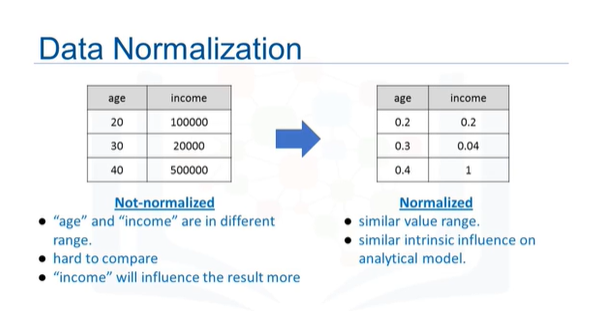 Data Normalization
age income
20 100000
30 20000
40 500000
age income
0.2 0.2
0.3 0.04
0.4 1
Not-normalized
● "age" and "income" are in different
range.
● hard to compare
● "income" will influence the result more
Normalized
● similar value range.
● similar intrinsic influence on
analytical model.